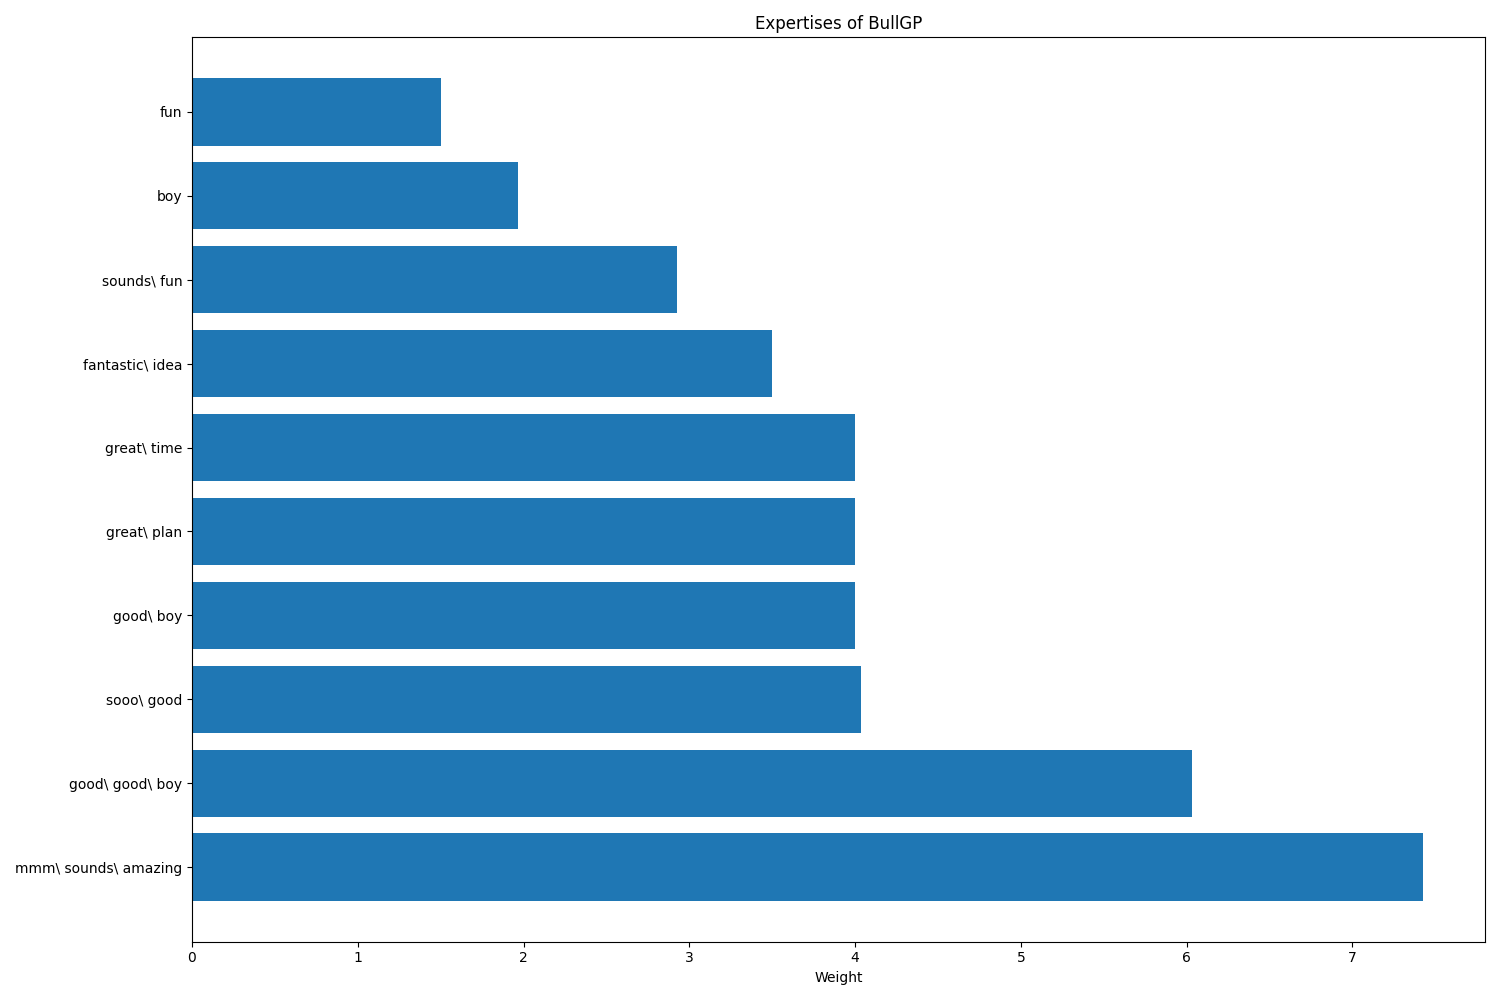 Expertises of BullGP
fun
boy
sounds\ fun
fantastic\ idea
great\ time
great\ plan
good\ boy
sooo\ good
good\ good\ boy
mmm\ sounds\ amazing
0 1 2 3 4 5 6 7
Weight